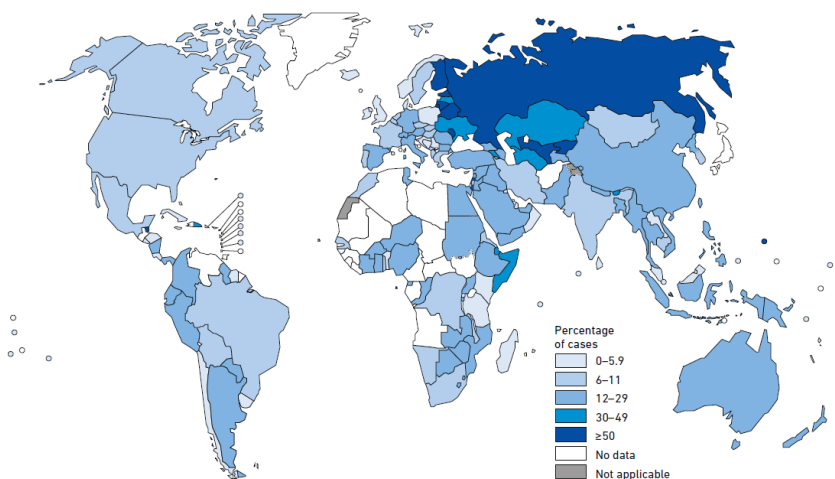 Percentage
of cases
0–5.9
6–11
12–29
30–49
≥50
No data
Not applicable